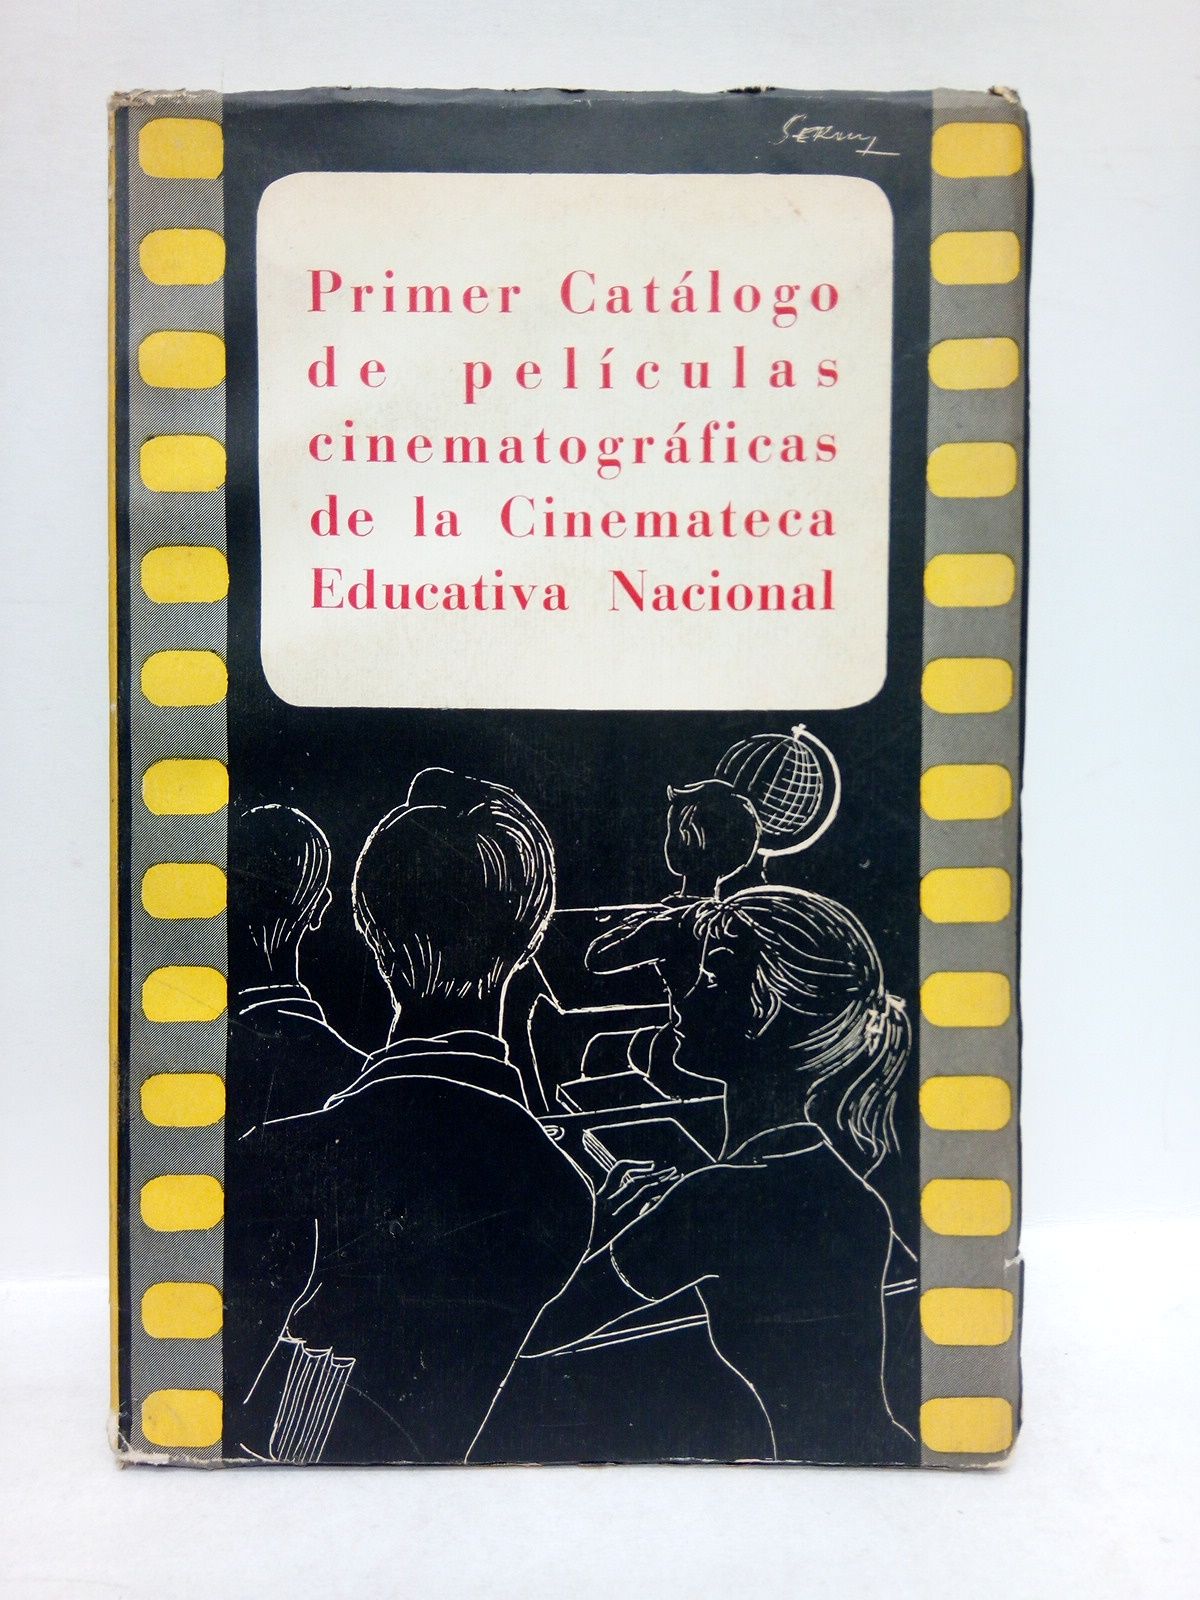 Primer Catálogo
de películas
cinematográficas
de la Cinemateca
Educativa Nacional